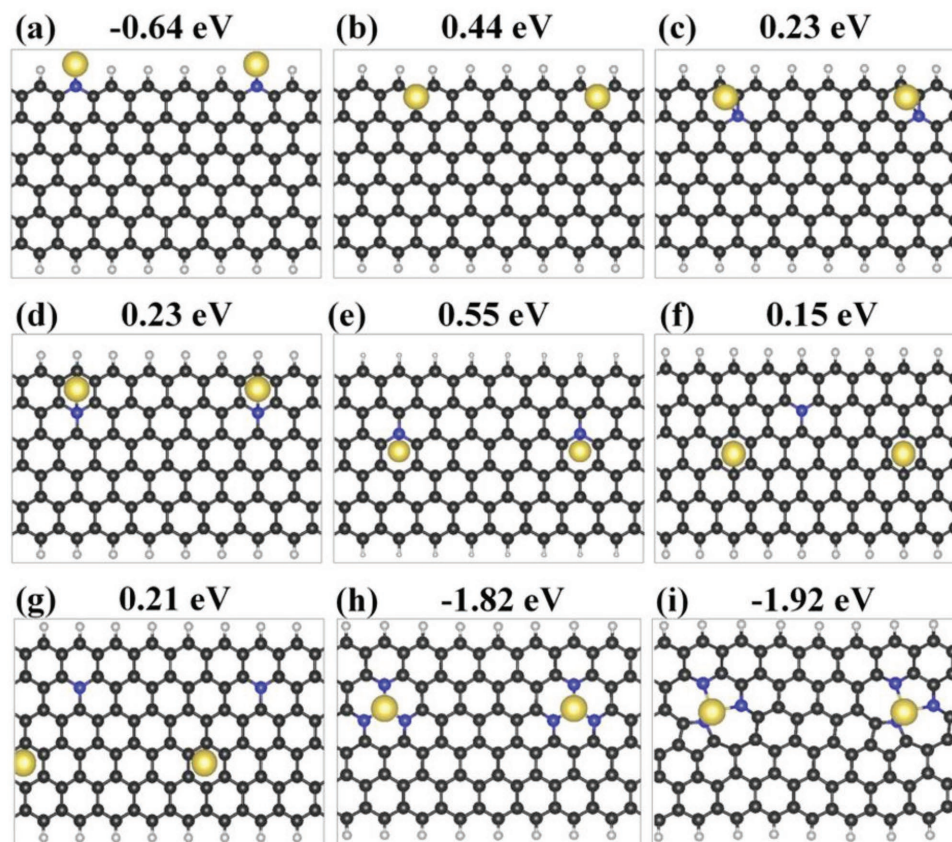 (a) -0.64 eV (b) 0.44 eV (c) 0.23 eV
(d) 0.23 eV (e) 0.55 eV (f) 0.15 eV
(g) 0.21 eV (h) -1.82 eV (i) -1.92 eV